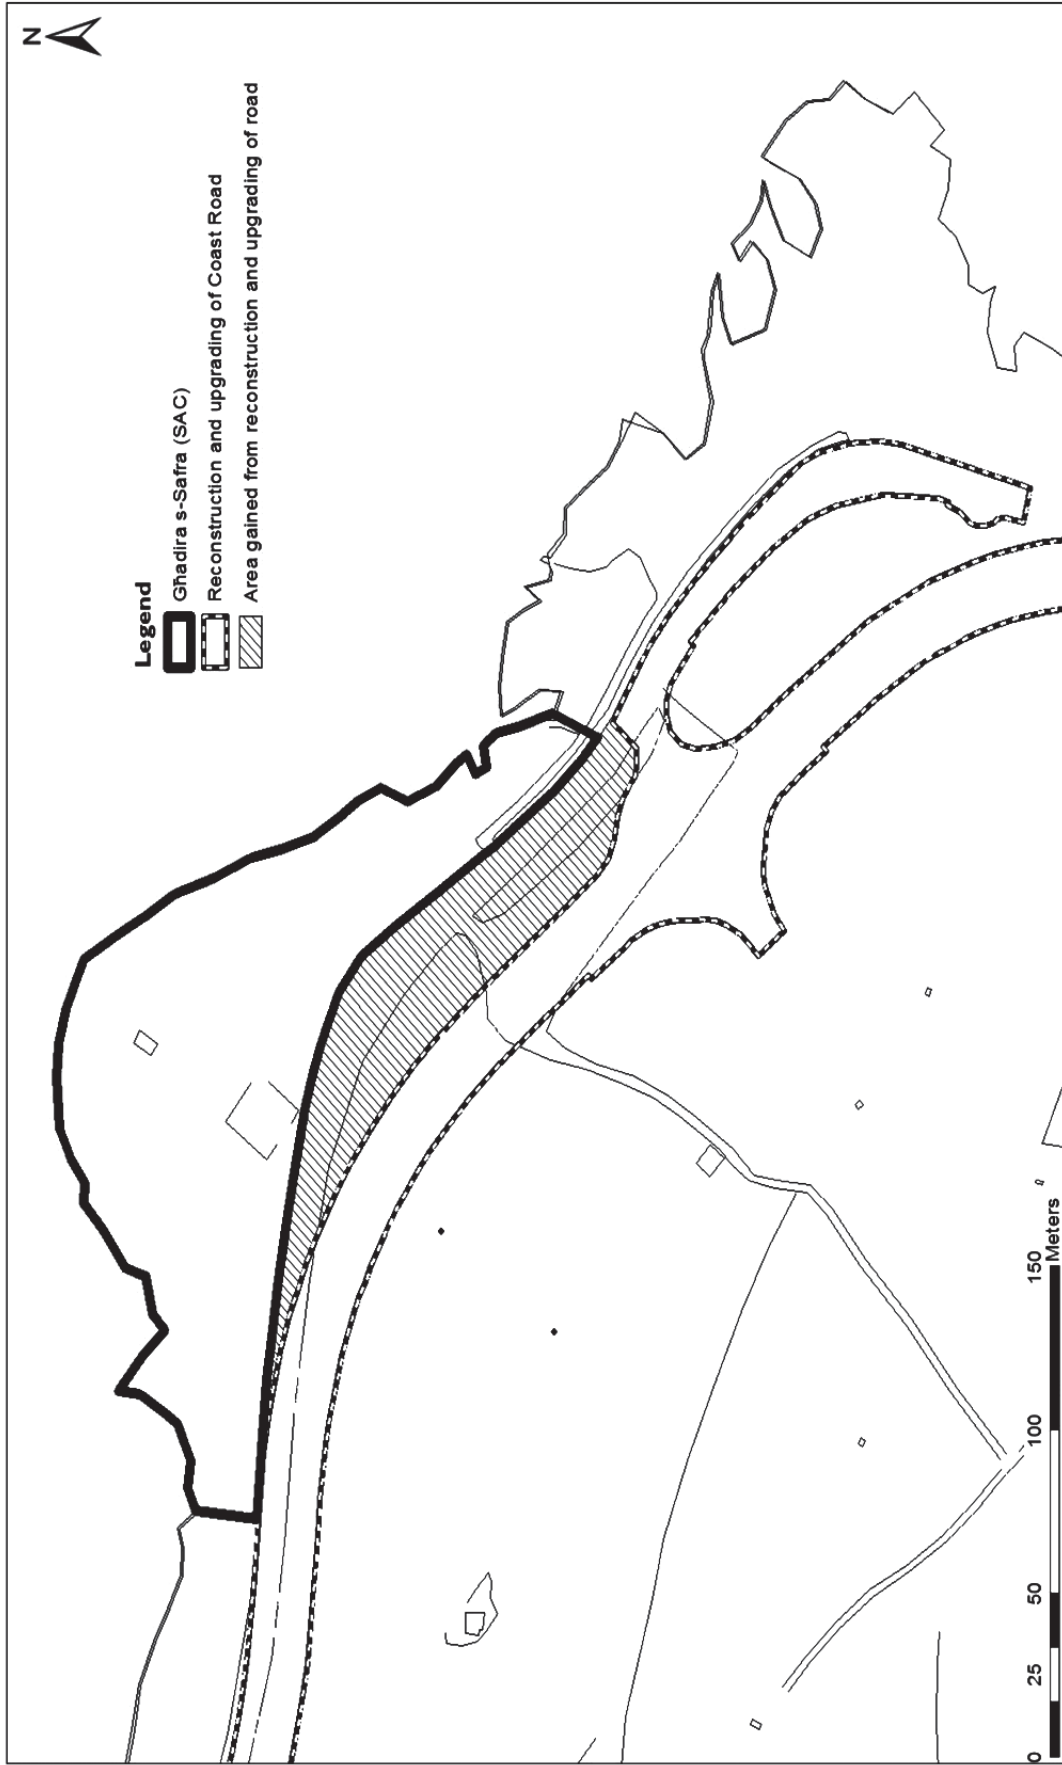 N
Legend
Għadira s-Safra (SAC)
Reconstruction and upgrading of Coast Road
Area gained from reconstruction and upgrading of road
0 25 50 100 150
Meters